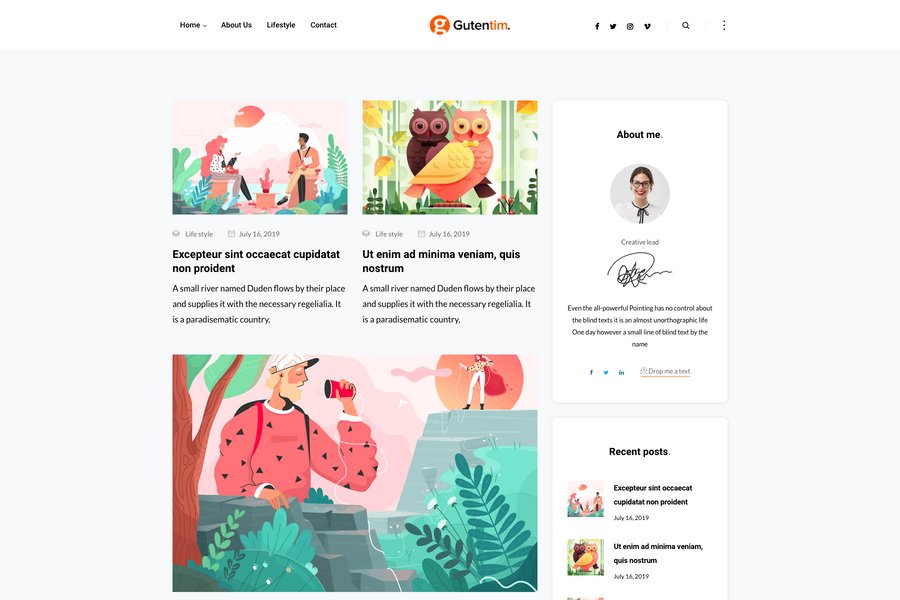 Home
About Us
Lifestyle
Contact
g Gutentim.
Life style
July 16, 2019
Excepteur sint occaecat cupidatat
non proident
A small river named Duden flows by their place
and supplies it with the necessary regelialia. It
is a paradisematic country,
Life style
July 16, 2019
Ut enim ad minima veniam, quis
nostrum
A small river named Duden flows by their place
and supplies it with the necessary regelialia. It
is a paradisematic country,
About me.
Creative lead
Even the all-powerful Pointing has no control about
the blind texts it is an almost unorthographic life
One day however a small line of blind text by the
name
Drop me a text
Recent posts.
Excepteur sint occaecat
cupidatat non proident
July 16, 2019
Ut enim ad minima veniam,
quis nostrum
July 16, 2019